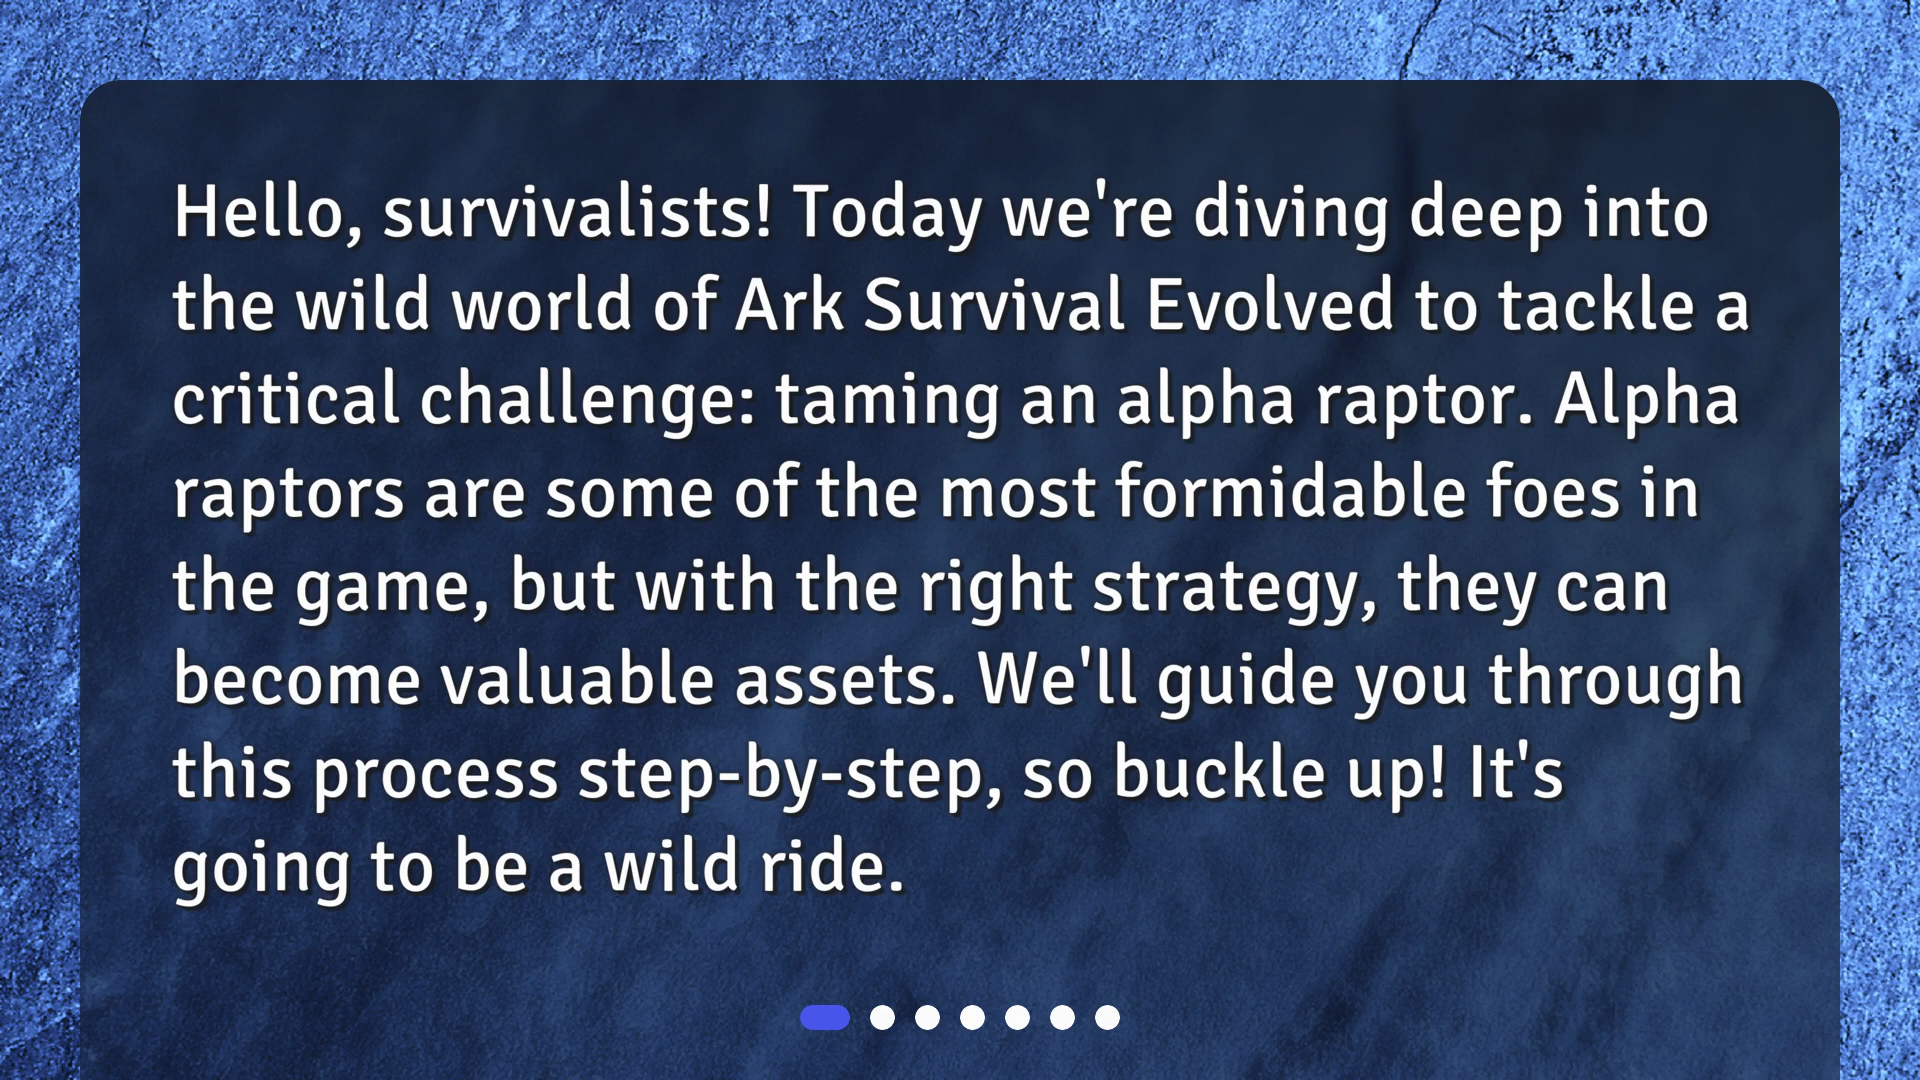 Hello, survivalists! Today we're diving deep into
the wild world of Ark Survival Evolved to tackle a
critical challenge: taming an alpha raptor. Alpha
raptors are some of the most formidable foes in
the game, but with the right strategy, they can
become valuable assets. We'll guide you through
this process step-by-step, so buckle up! It's
going to be a wild ride.